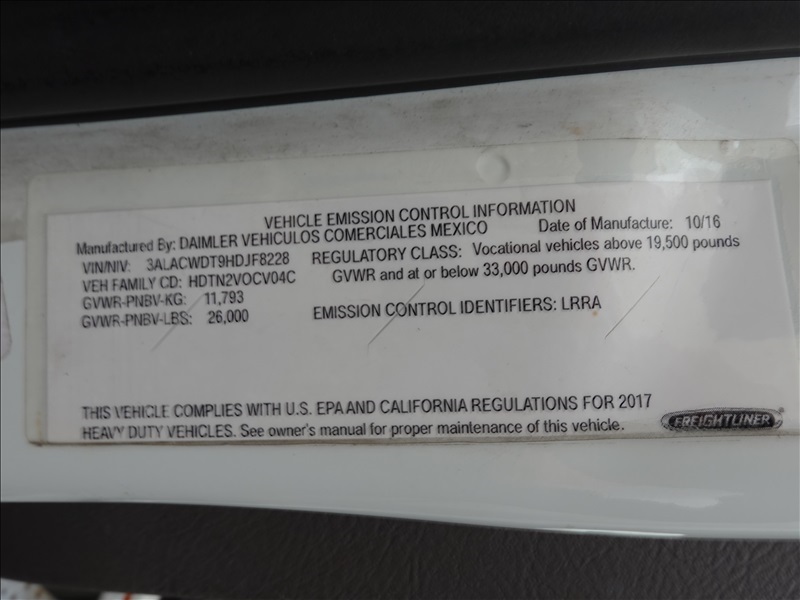 VEHICLE EMISSION CONTROL INFORMATION
Manufactured By: DAIMLER VEHICULOS COMERCIALES MEXICO Date of Manufacture: 10/16
VIN/NIV: 3ALACWDT9HDJF8228 REGULATORY CLASS: Vocational vehicles above 19,500 pounds
VEH FAMILY CD: HDTN2VOCV04C GVWR and at or below 33,000 pounds GVWR.
GVWR-PNBV-KG: 11,793
GVWR-PNBV-LBS: 26,000 EMISSION CONTROL IDENTIFIERS: LRRA
THIS VEHICLE COMPLIES WITH U.S. EPA AND CALIFORNIA REGULATIONS FOR 2017
HEAVY DUTY VEHICLES. See owner's manual for proper maintenance of this vehicle.
FREIGHTLINER